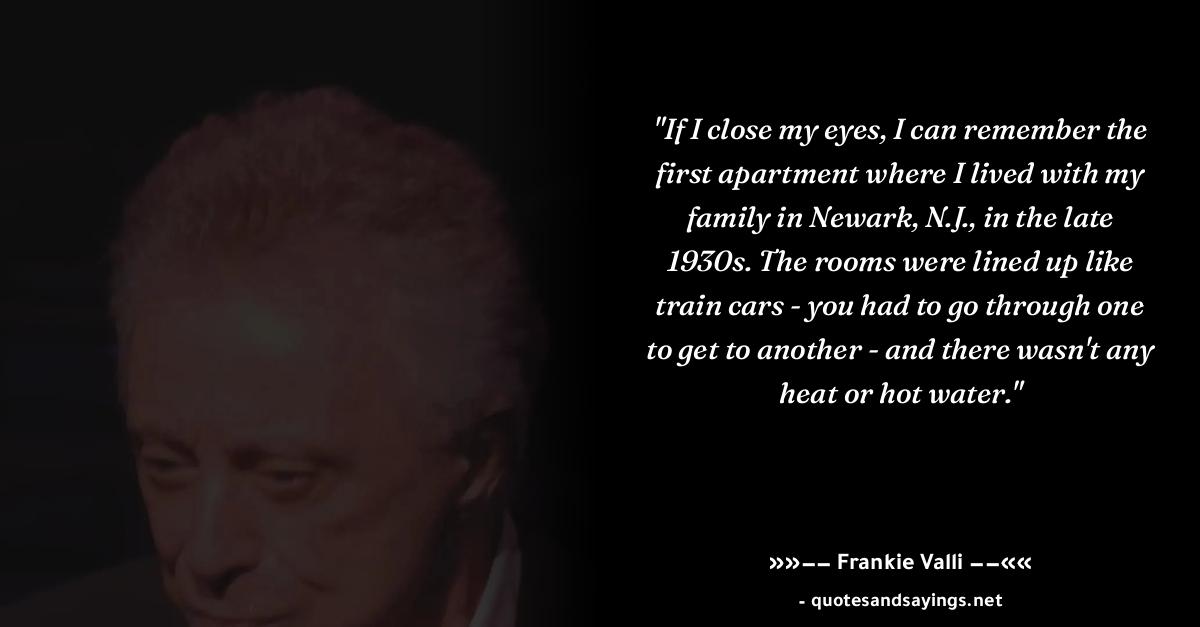 "If I close my eyes, I can remember the
first apartment where I lived with my
family in Newark, N.J., in the late
1930s. The rooms were lined up like
train cars - you had to go through one
to get to another - and there wasn't any
heat or hot water."
»»−− Frankie Valli −−««
- quotesandsayings.net